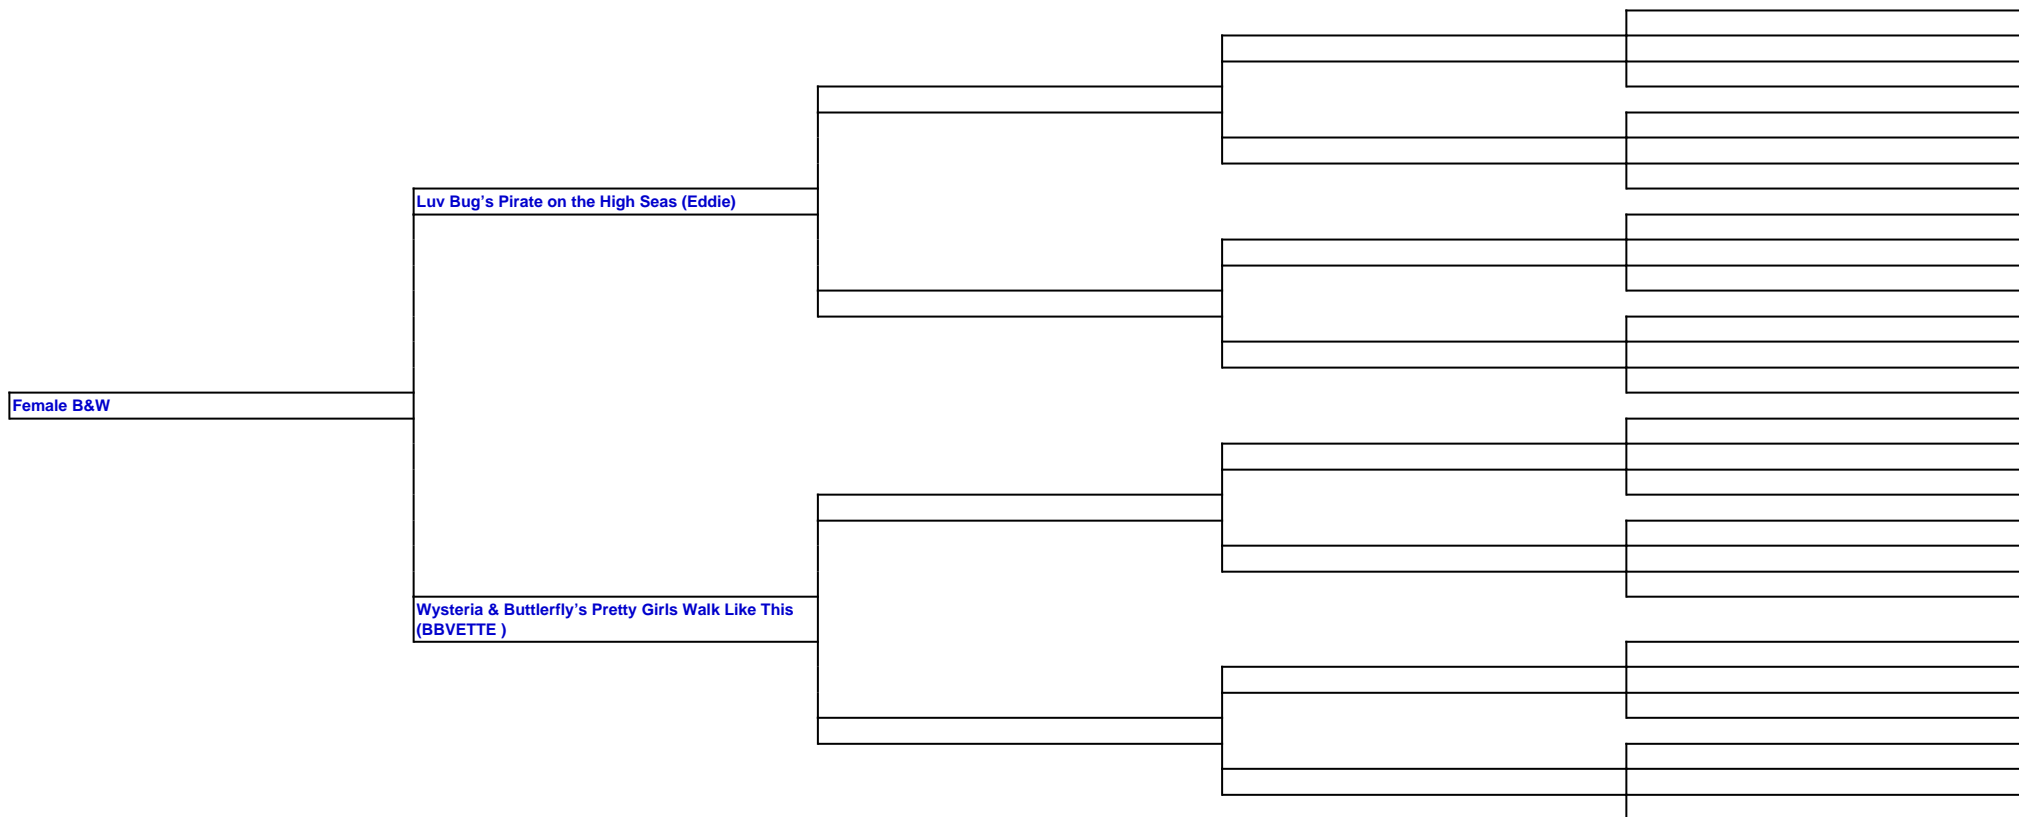 Luv Bug’s Pirate on the High Seas (Eddie)
Female B&W
Wysteria & Buttlerfly’s Pretty Girls Walk Like This
(BBVETTE )